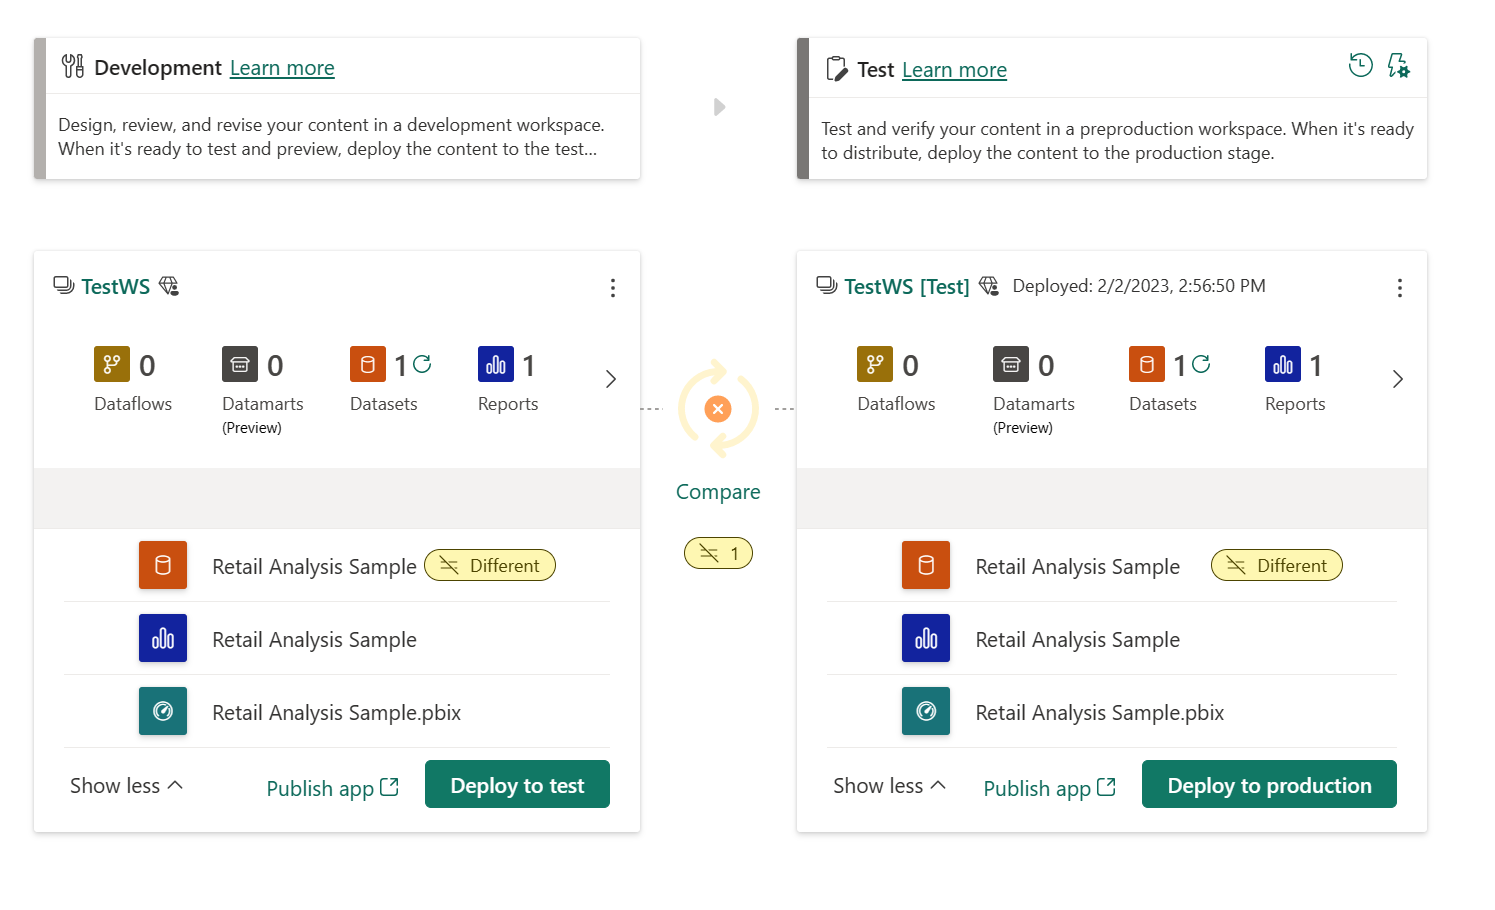 Development Learn more
Design, review, and revise your content in a development workspace.
When it's ready to test and preview, deploy the content to the test...
Test Learn more
Test and verify your content in a preproduction workspace. When it's ready
to distribute, deploy the content to the production stage.
TestWS
0 0 1 1
Dataflows Datamarts Datasets Reports
(Preview)
Retail Analysis Sample Different
Retail Analysis Sample
Retail Analysis Sample.pbix
Show less Publish app Deploy to test
Compare
1
TestWS [Test] Deployed: 2/2/2023, 2:56:50 PM
0 0 1 1
Dataflows Datamarts Datasets Reports
(Preview)
Retail Analysis Sample Different
Retail Analysis Sample
Retail Analysis Sample.pbix
Show less Publish app Deploy to production